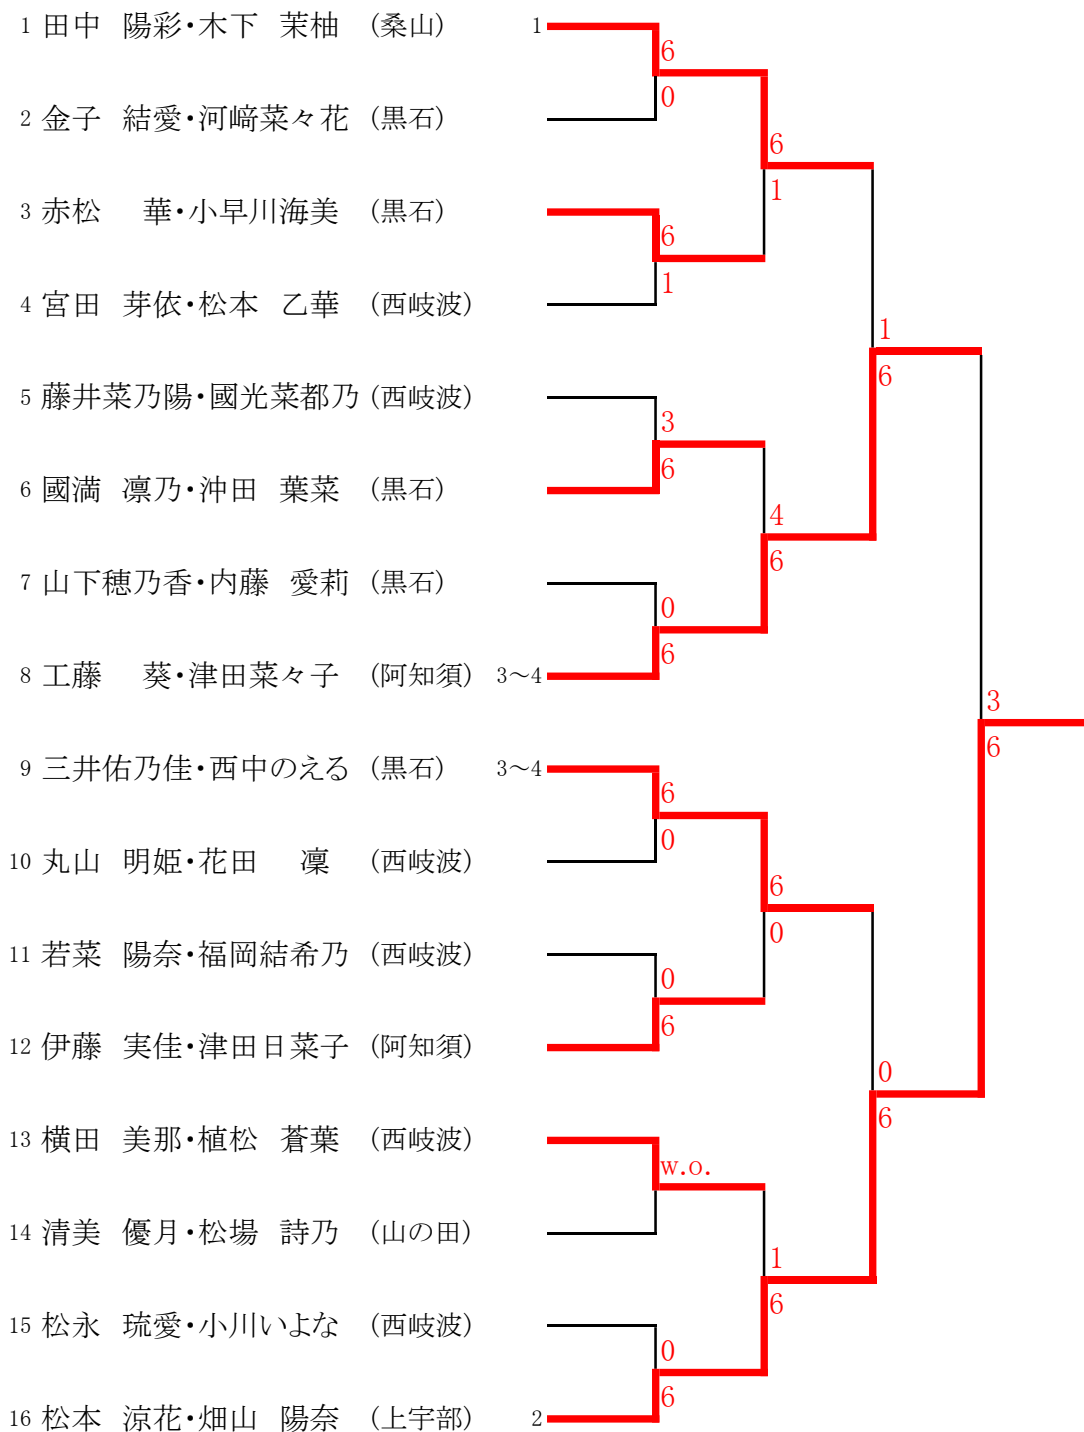 1 田中 陽彩・木下 茉柚 (桑山) 1
6
0
2 金子 結愛・河﨑菜々花 (黒石)
6
1
3 赤松 華・小早川海美 (黒石)
6
1
4 宮田 芽依・松本 乙華 (西岐波)
1
6
5 藤井菜乃陽・國光菜都乃 (西岐波)
3
6
6 國満 凛乃・沖田 葉菜 (黒石)
4
6
7 山下穂乃香・内藤 愛莉 (黒石)
0
6
8 工藤 葵・津田菜々子 (阿知須) 3～4
3
6
9 三井佑乃佳・西中のえる (黒石) 3～4
6
0
10 丸山 明姫・花田 凜 (西岐波)
6
0
11 若菜 陽奈・福岡結希乃 (西岐波)
0
6
12 伊藤 実佳・津田日菜子 (阿知須)
0
6
13 横田 美那・植松 蒼葉 (西岐波)
w.o.
14 清美 優月・松場 詩乃 (山の田)
1
6
15 松永 琉愛・小川いよな (西岐波)
0
6
16 松本 涼花・畑山 陽奈 (上宇部) 2